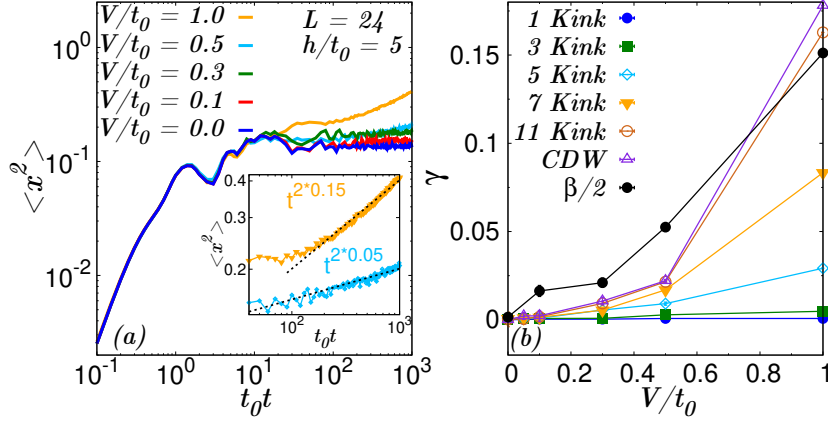 V/t0 = 1.0
V/t0 = 0.5
V/t0 = 0.3
V/t0 = 0.1
V/t0 = 0.0
L = 24
h/t0 = 5
10^0
10^-1
10^-2
<x^2>
10^-1
10^0
10^1
10^2
10^3
t0t
(a)
0.4
0.3
0.2
<x^2>
t^2*0.15
t^2*0.05
10^2
10^3
t0t
1 Kink
3 Kink
5 Kink
7 Kink
11 Kink
CDW
β/2
0.15
0.1
0.05
0
γ
(b)
0
0.2
0.4
0.6
0.8
1
V/t0